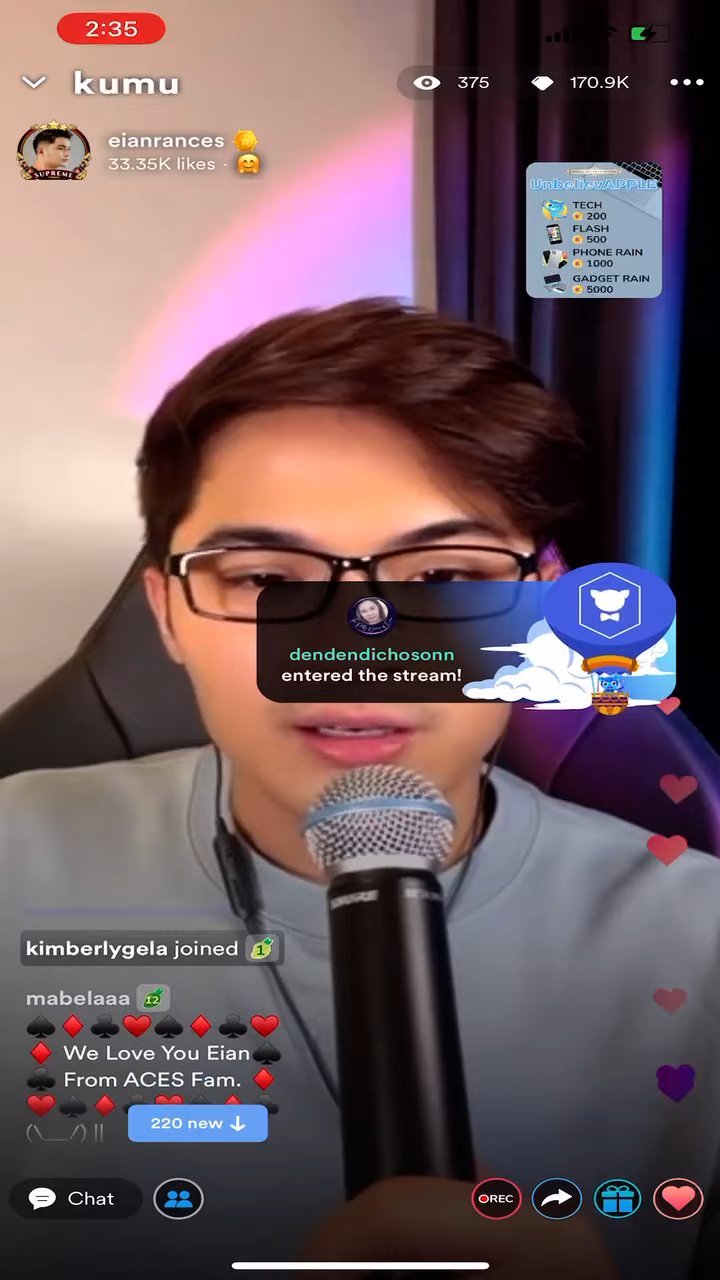 2:35
kumu
375
170.9K
eianrances
33.35K likes ·
SUPREME
UnbelievAPPLE
TECH
200
FLASH
500
PHONE RAIN
1000
GADGET RAIN
5000
dendendichosonn
entered the stream!
kimberlygela joined 1
mabelaaa 12
We Love You Eian
From ACES Fam.
(\__/) ||
220 new
Chat
REC